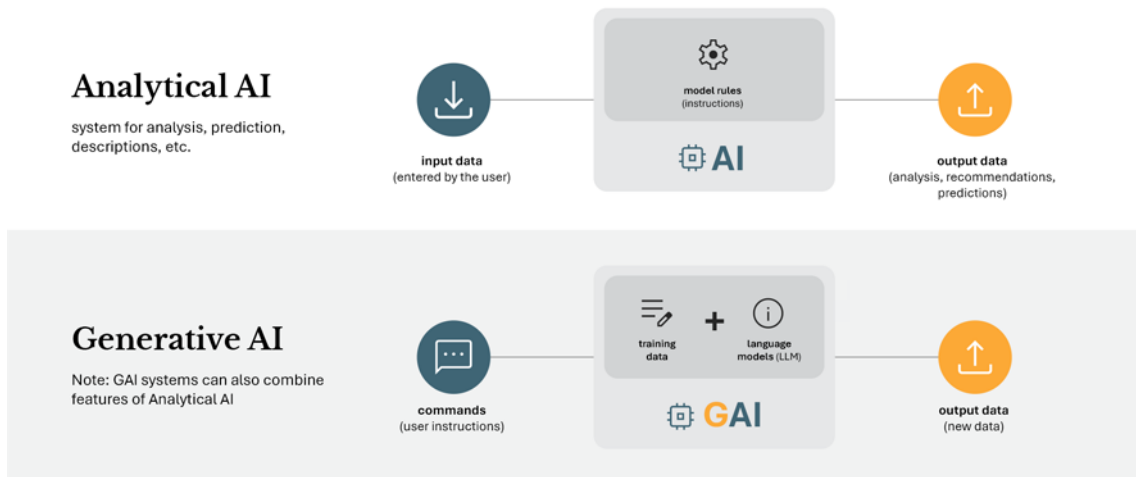 Analytical AI
system for analysis, prediction,
descriptions, etc.
input data
(entered by the user)
model rules
(instructions)
AI
output data
(analysis, recommendations,
predictions)
Generative AI
Note: GAI systems can also combine
features of Analytical AI
commands
(user instructions)
training
data
+
language
models (LLM)
GAI
output data
(new data)